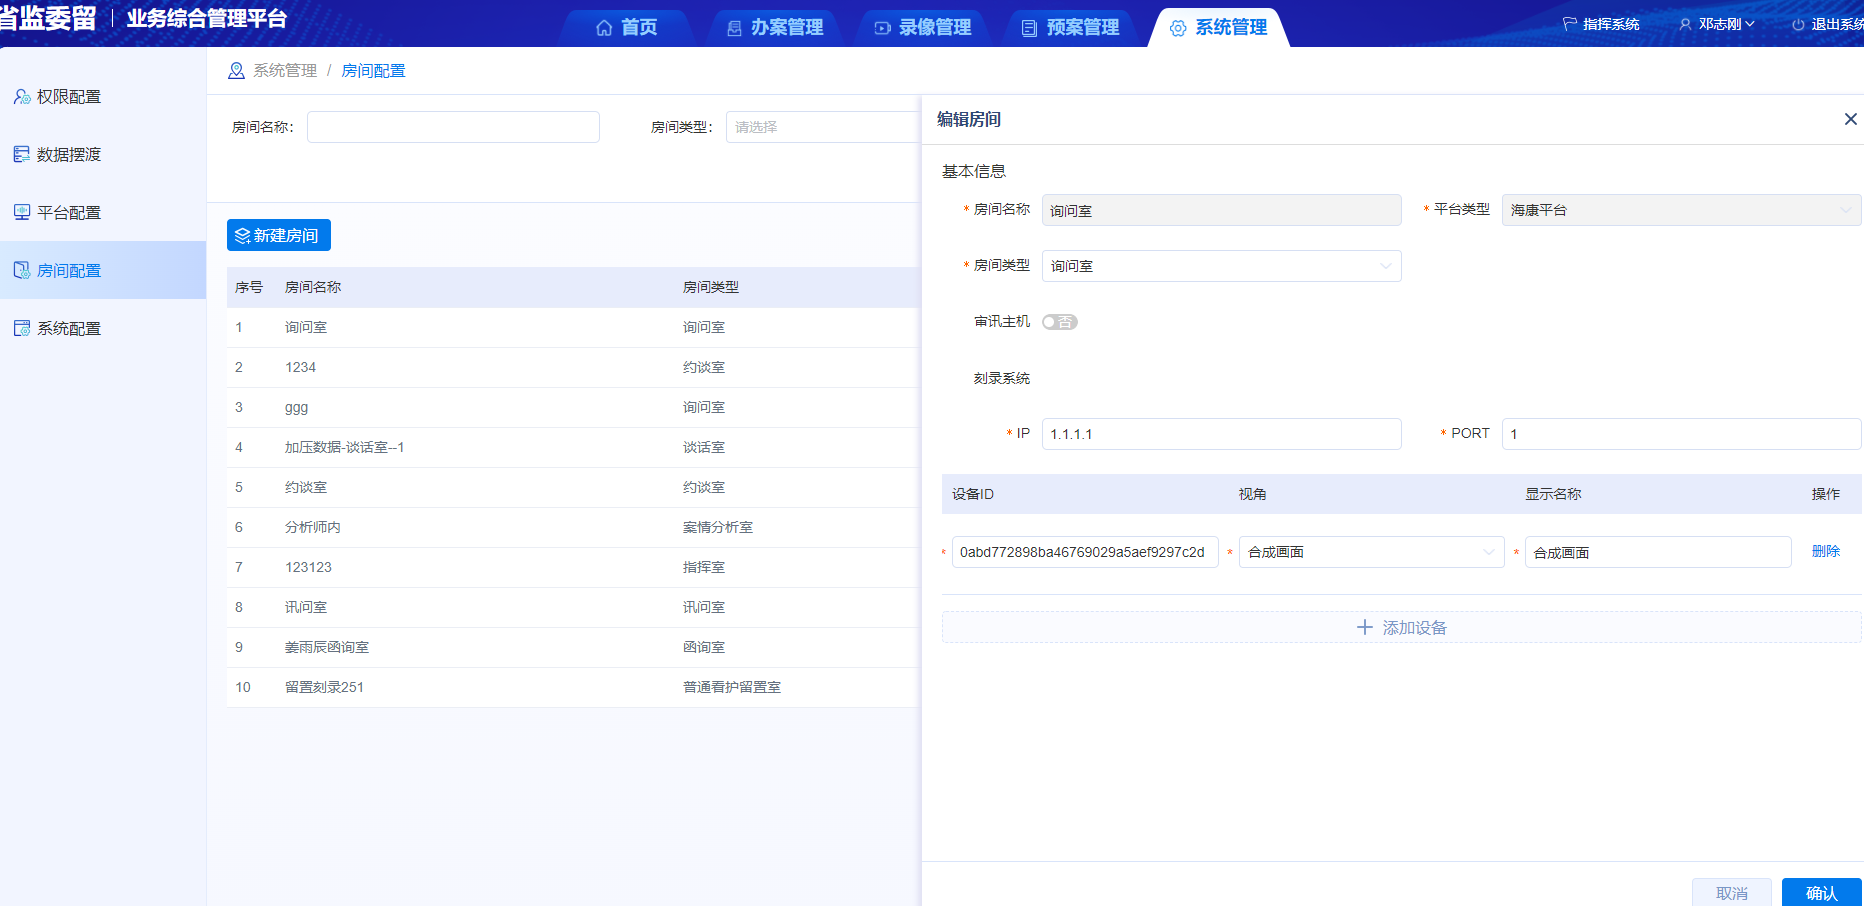 省监委留 业务综合管理平台 首页 办案管理 录像管理 预案管理 系统管理 指挥系统 邓志刚 退出系统
系统管理 / 房间配置
权限配置
数据摆渡
平台配置
房间配置
系统配置
房间名称: 房间类型: 请选择
新建房间
序号 房间名称 房间类型
1 询问室 询问室
2 1234 约谈室
3 ggg 询问室
4 加压数据-谈话室--1 谈话室
5 约谈室 约谈室
6 分析师内 案情分析室
7 123123 指挥室
8 讯问室 讯问室
9 姜雨辰函询室 函询室
10 留置刻录251 普通看护留置室
编辑房间
基本信息
* 房间名称 询问室 * 平台类型 海康平台
* 房间类型 询问室
审讯主机 否
刻录系统
* IP 1.1.1.1 * PORT 1
设备ID 视角 显示名称 操作
* 0abd772898ba46769029a5aef9297c2d * 合成画面 * 合成画面 删除
添加设备
取消 确认